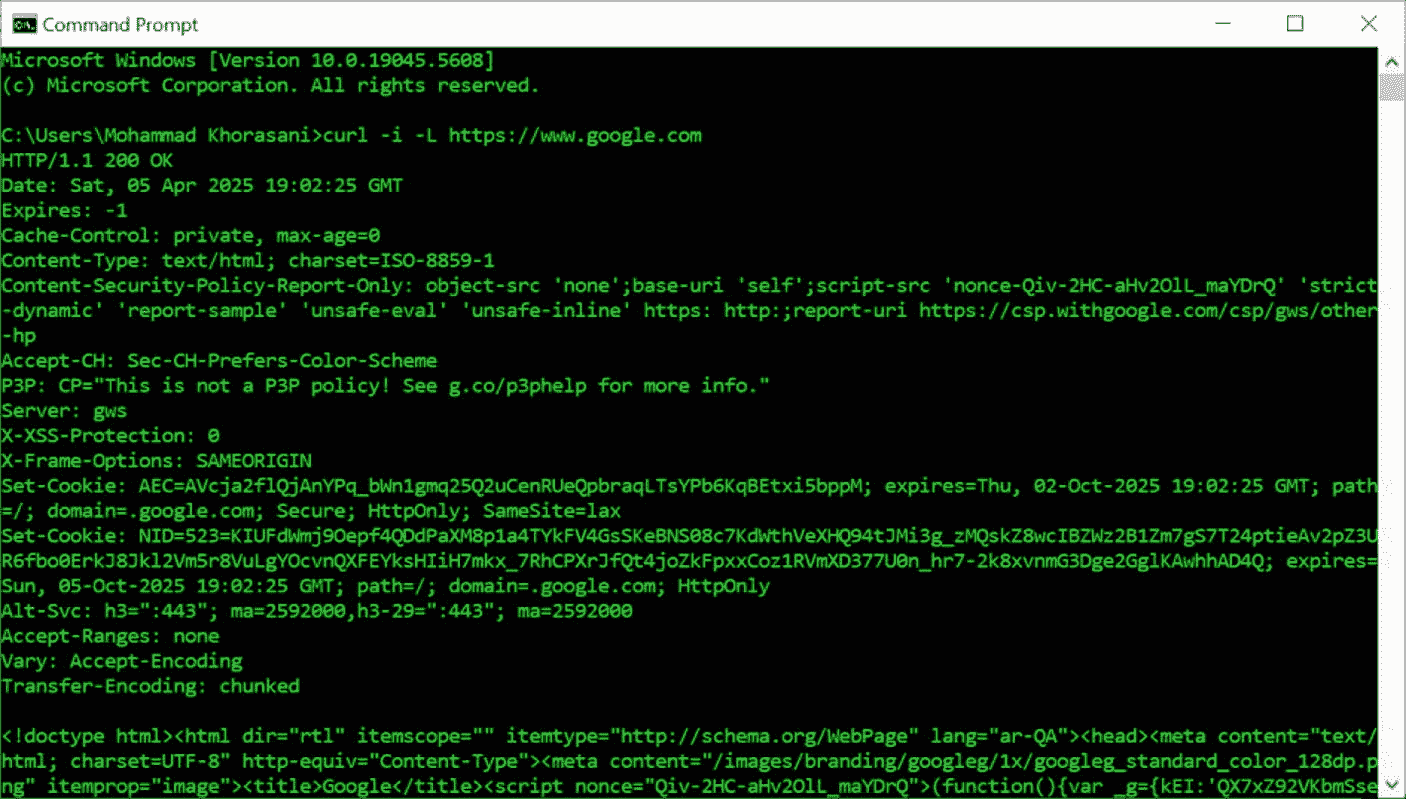 Command Prompt
Microsoft Windows [Version 10.0.19045.5608]
(c) Microsoft Corporation. All rights reserved.
C:\Users\Mohammad Khorasani>curl -i -L https://www.google.com
HTTP/1.1 200 OK
Date: Sat, 05 Apr 2025 19:02:25 GMT
Expires: -1
Cache-Control: private, max-age=0
Content-Type: text/html; charset=ISO-8859-1
Content-Security-Policy-Report-Only: object-src 'none';base-uri 'self';script-src 'nonce-Qiv-2HC-aHv2OlL_maYDrQ' 'strict
-dynamic' 'report-sample' 'unsafe-eval' 'unsafe-inline' https: http:;report-uri https://csp.withgoogle.com/csp/gws/other
-hp
Accept-CH: Sec-CH-Prefers-Color-Scheme
P3P: CP="This is not a P3P policy! See g.co/p3phelp for more info."
Server: gws
X-XSS-Protection: 0
X-Frame-Options: SAMEORIGIN
Set-Cookie: AEC=AVcja2flQjAnYPq_bWn1gmq25Q2uCenRUeQpbraqLTsYPb6KqBEtxi5bppM; expires=Thu, 02-Oct-2025 19:02:25 GMT; path
=/; domain=.google.com; Secure; HttpOnly; SameSite=lax
Set-Cookie: NID=523=KIUFdWmj9Oepf4QDdPaXM8p1a4TYkFV4GsSKeBNS08c7KdWthVeXHQ94tJMi3g_zMQskZ8wcIBZWz2B1Zm7gS7T24ptieAv2pZ3U
R6fbo0ErkJ8Jkl2Vm5r8VuLgYOcvnQXFEYksHIiH7mkx_7RhCPXrJfQt4joZkFpxxCoz1RVmXD377U0n_hr7-2k8xvnmG3Dge2GglKAwhhAD4Q; expires=
Sun, 05-Oct-2025 19:02:25 GMT; path=/; domain=.google.com; HttpOnly
Alt-Svc: h3=":443"; ma=2592000,h3-29=":443"; ma=2592000
Accept-Ranges: none
Vary: Accept-Encoding
Transfer-Encoding: chunked
<!doctype html><html dir="rtl" itemscope="" itemtype="http://schema.org/WebPage" lang="ar-QA"><head><meta content="text/
html; charset=UTF-8" http-equiv="Content-Type"><meta content="/images/branding/googleg/1x/googleg_standard_color_128dp.p
ng" itemprop="image"><title>Google</title><script nonce="Qiv-2HC-aHv2OlL_maYDrQ">(function(){var _g={kEI:'QX7xZ92VKbmSse